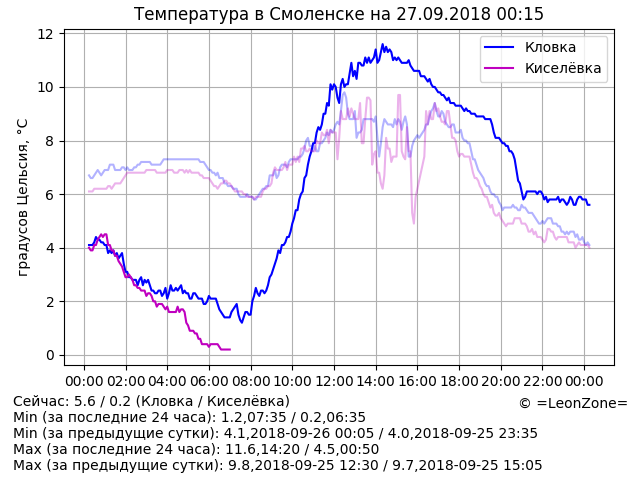 Температура в Смоленске на 27.09.2018 00:15
12
10
8
6
4
2
0
градусов Цельсия, °C
Кловка
Киселёвка
00:00 02:00 04:00 06:00 08:00 10:00 12:00 14:00 16:00 18:00 20:00 22:00 00:00
Сейчас: 5.6 / 0.2 (Кловка / Киселёвка)
© =LeonZone=
Min (за последние 24 часа): 1.2,07:35 / 0.2,06:35
Min (за предыдущие сутки): 4.1,2018-09-26 00:05 / 4.0,2018-09-25 23:35
Max (за последние 24 часа): 11.6,14:20 / 4.5,00:50
Max (за предыдущие сутки): 9.8,2018-09-25 12:30 / 9.7,2018-09-25 15:05